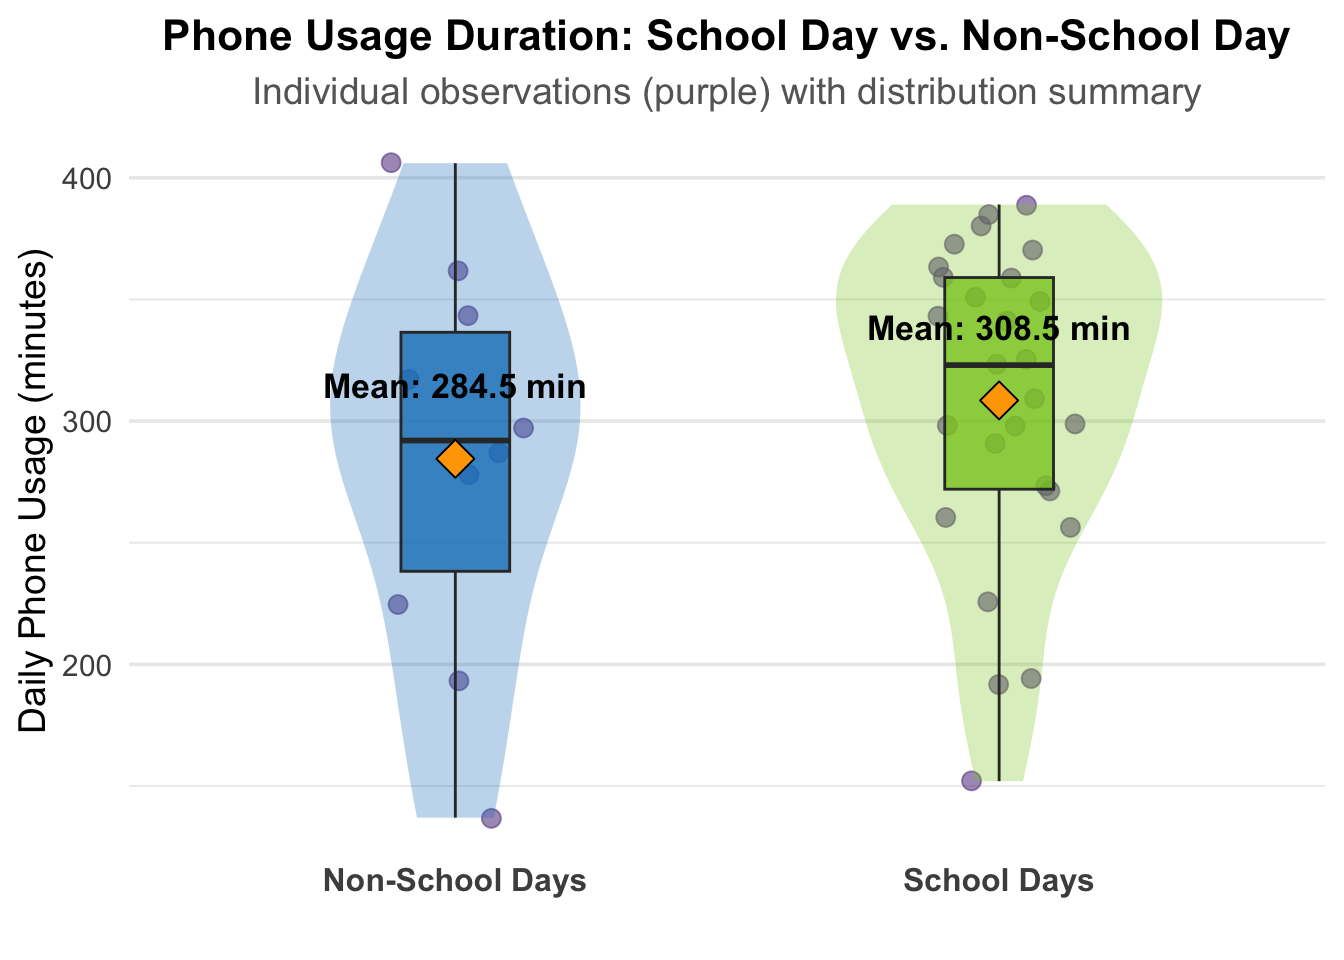 Phone Usage Duration: School Day vs. Non-School Day
Individual observations (purple) with distribution summary
Daily Phone Usage (minutes)
400
300
200
Mean: 284.5 min
Mean: 308.5 min
Non-School Days
School Days